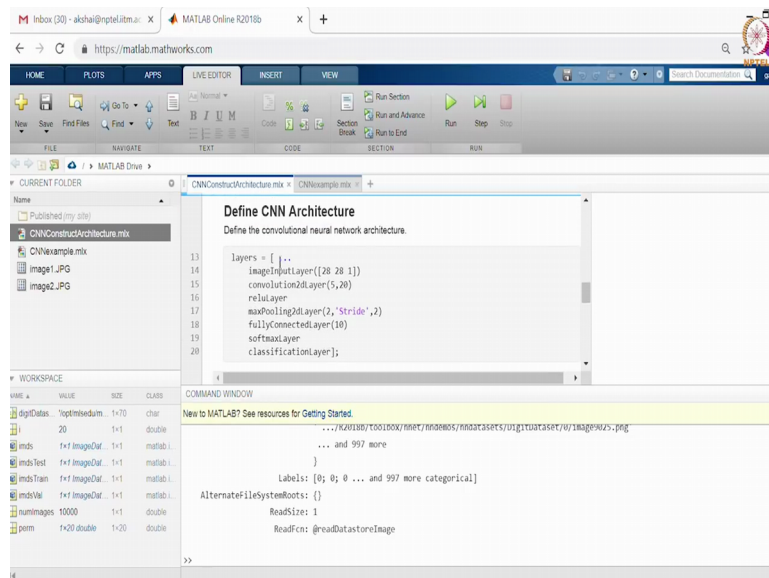 Inbox (30) - akshai@nptel.iitm.ac
MATLAB Online R2018b
https://matlab.mathworks.com
NPTEL
HOME PLOTS APPS LIVE EDITOR INSERT VIEW
Search Documentation
New Save Find Files Go To Find Text Normal B I U M Code Section Break Run Section Run and Advance Run to End Run Step Stop
FILE NAVIGATE TEXT CODE SECTION RUN
/ MATLAB Drive
CURRENT FOLDER
Name
Published (my site)
CNNConstructArchitecture.mlx
CNNexample.mlx
image1.JPG
image2.JPG
CNNConstructArchitecture.mlx × CNNexample.mlx × +
Define CNN Architecture
Define the convolutional neural network architecture.
13 layers = [ ...
14 imageInputLayer([28 28 1])
15 convolution2dLayer(5,20)
16 reluLayer
17 maxPooling2dLayer(2,'Stride',2)
18 fullyConnectedLayer(10)
19 softmaxLayer
20 classificationLayer];
WORKSPACE
NAME VALUE SIZE CLASS
digitDatas... '/opt/mlsedu/m... 1×70 char
i 20 1×1 double
imds 1×1 ImageDat... 1×1 matlab.i...
imdsTest 1×1 ImageDat... 1×1 matlab.i...
imdsTrain 1×1 ImageDat... 1×1 matlab.i...
imdsVal 1×1 ImageDat... 1×1 matlab.i...
numImages 10000 1×1 double
perm 1×20 double 1×20 double
COMMAND WINDOW
New to MATLAB? See resources for Getting Started.
' .../R2018b/toolbox/nnet/nndemos/nndatasets/DigitDataset/0/image9025.png
... and 997 more
}
Labels: [0; 0; 0 ... and 997 more categorical]
AlternateFileSystemRoots: {}
ReadSize: 1
ReadFcn: @readDatastoreImage
>>